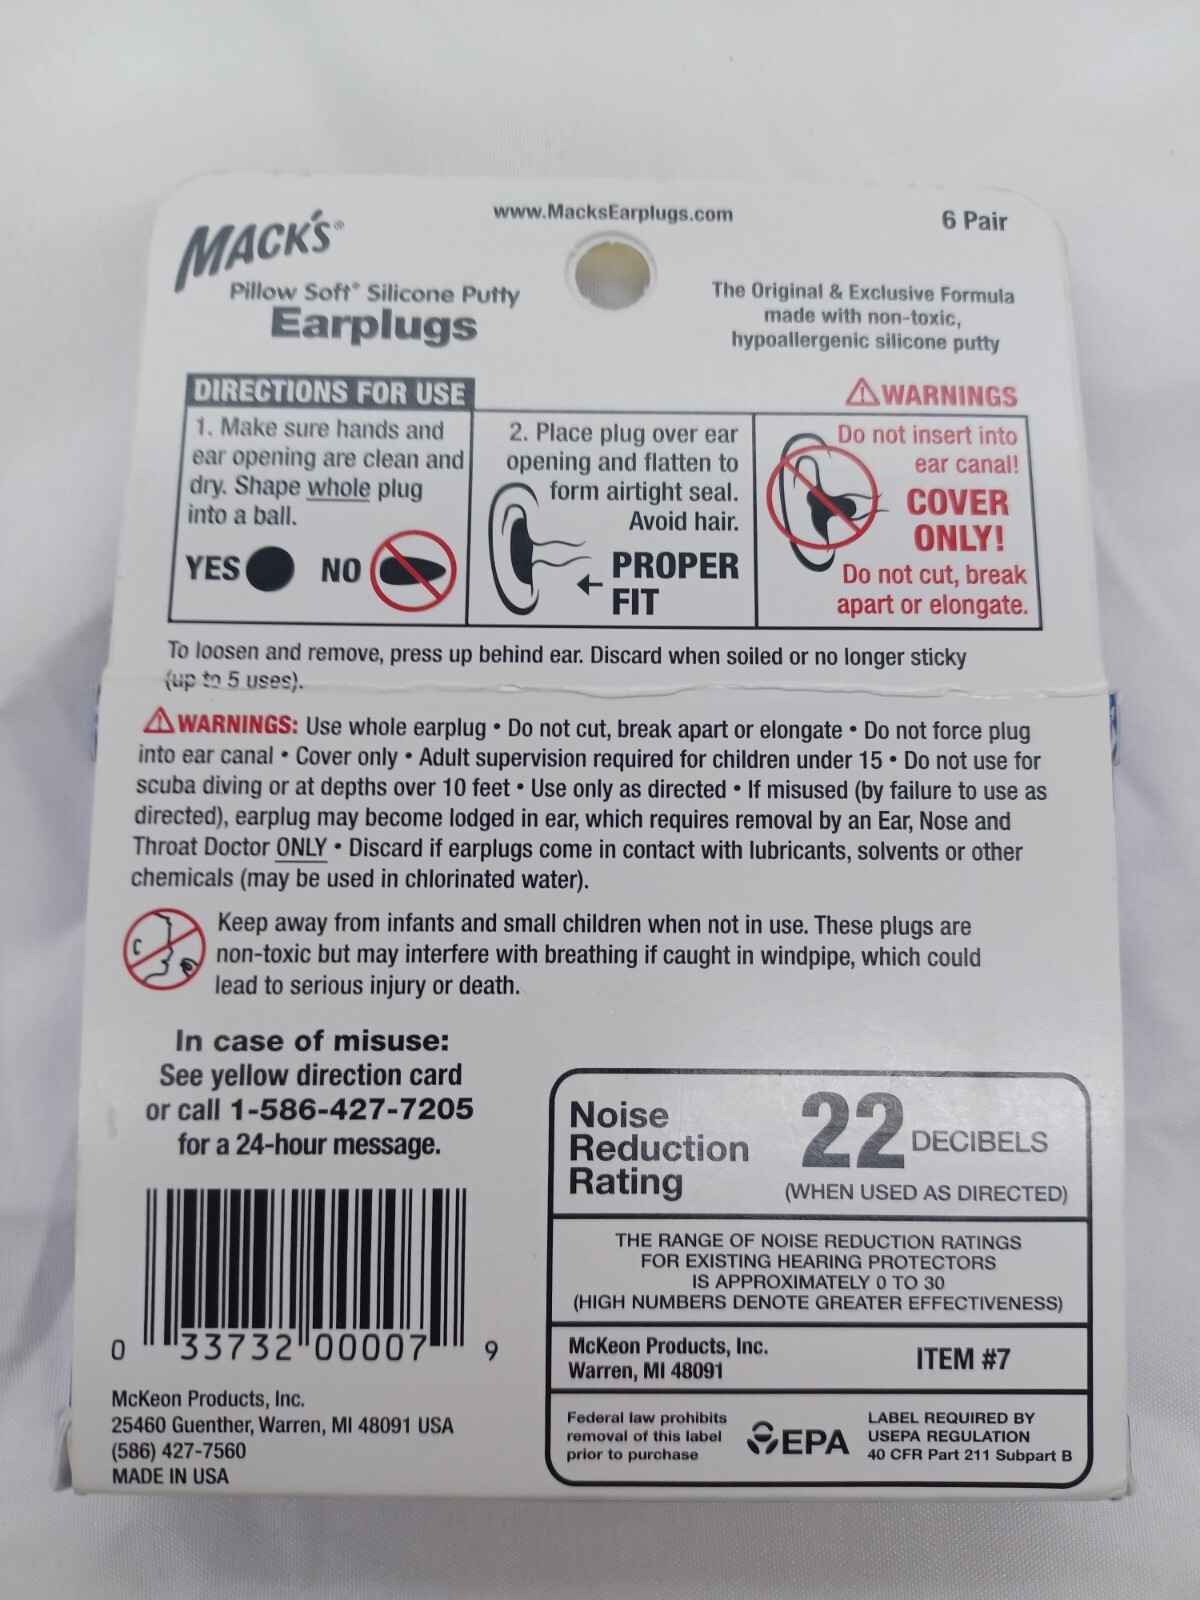 www.MacksEarplugs.com
6 Pair
MACK'S®
Pillow Soft® Silicone Putty
Earplugs
The Original & Exclusive Formula
made with non-toxic,
hypoallergenic silicone putty
DIRECTIONS FOR USE
1. Make sure hands and
ear opening are clean and
dry. Shape whole plug
into a ball.
YES NO
2. Place plug over ear
opening and flatten to
form airtight seal.
Avoid hair.
PROPER
FIT
WARNINGS
Do not insert into
ear canal!
COVER
ONLY!
Do not cut, break
apart or elongate.
To loosen and remove, press up behind ear. Discard when soiled or no longer sticky
(up to 5 uses).
WARNINGS: Use whole earplug • Do not cut, break apart or elongate • Do not force plug
into ear canal • Cover only • Adult supervision required for children under 15 • Do not use for
scuba diving or at depths over 10 feet • Use only as directed • If misused (by failure to use as
directed), earplug may become lodged in ear, which requires removal by an Ear, Nose and
Throat Doctor ONLY • Discard if earplugs come in contact with lubricants, solvents or other
chemicals (may be used in chlorinated water).
Keep away from infants and small children when not in use. These plugs are
non-toxic but may interfere with breathing if caught in windpipe, which could
lead to serious injury or death.
In case of misuse:
See yellow direction card
or call 1-586-427-7205
for a 24-hour message.
0 33732 00007 9
McKeon Products, Inc.
25460 Guenther, Warren, MI 48091 USA
(586) 427-7560
MADE IN USA
Noise
Reduction
Rating
22 DECIBELS
(WHEN USED AS DIRECTED)
THE RANGE OF NOISE REDUCTION RATINGS
FOR EXISTING HEARING PROTECTORS
IS APPROXIMATELY 0 TO 30
(HIGH NUMBERS DENOTE GREATER EFFECTIVENESS)
McKeon Products, Inc.
Warren, MI 48091
ITEM #7
Federal law prohibits
removal of this label
prior to purchase
EPA
LABEL REQUIRED BY
USEPA REGULATION
40 CFR Part 211 Subpart B